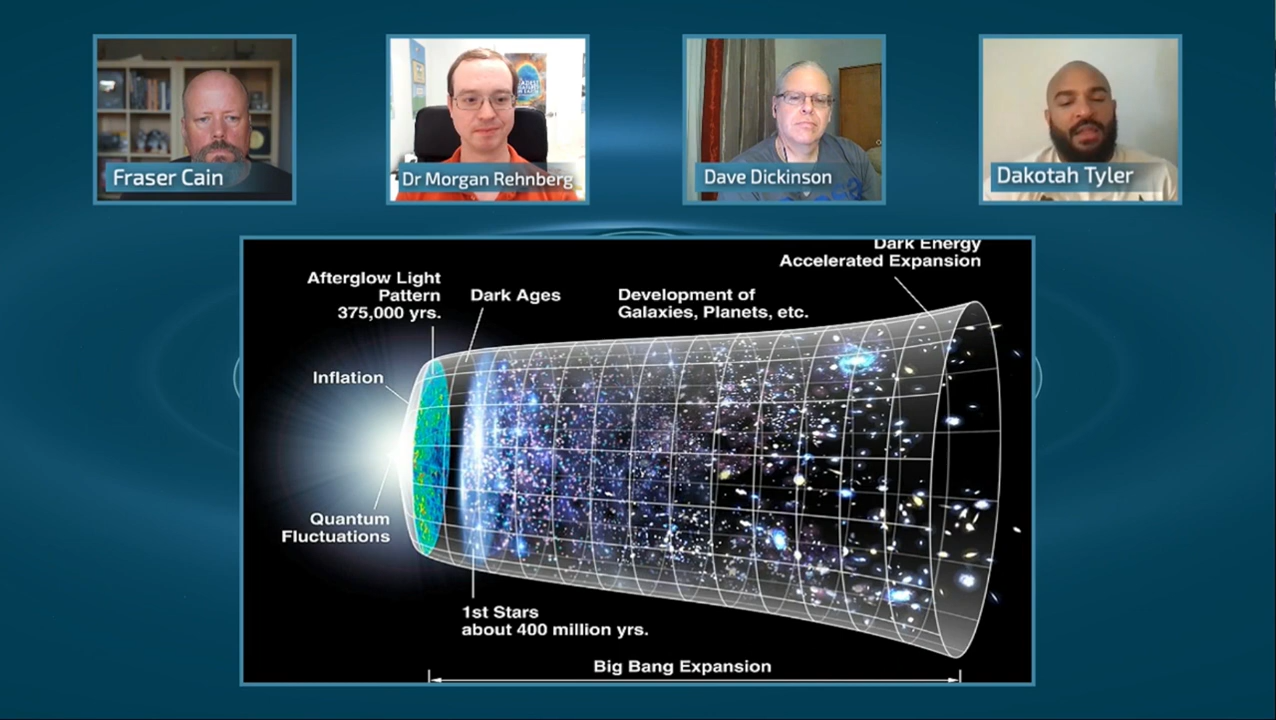 Fraser Cain
Dr Morgan Rehnberg
Dave Dickinson
Dakotah Tyler
Dark Energy
Accelerated Expansion
Afterglow Light
Pattern
375,000 yrs.
Dark Ages
Development of
Galaxies, Planets, etc.
Inflation
Quantum
Fluctuations
1st Stars
about 400 million yrs.
Big Bang Expansion